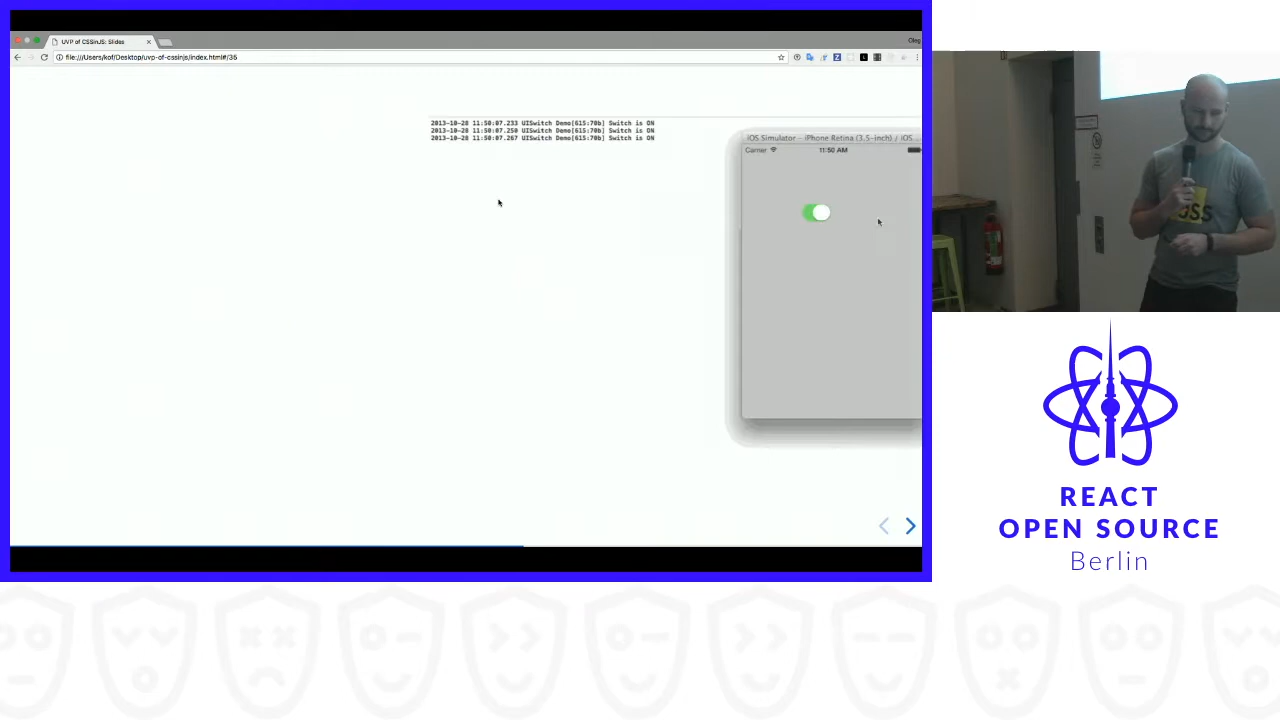 UVP of CSSinJS: Slides
Oleg
file:///Users/kof/Desktop/uvp-of-cssinjs/index.html#/35
2013-10-28 11:50:07.233 UISwitch Demo[615:70b] Switch is ON
2013-10-28 11:50:07.250 UISwitch Demo[615:70b] Switch is ON
2013-10-28 11:50:07.267 UISwitch Demo[615:70b] Switch is ON
iOS Simulator - iPhone Retina (3.5-inch) / iOS ...
Carrier
11:50 AM
REACT
OPEN SOURCE
Berlin